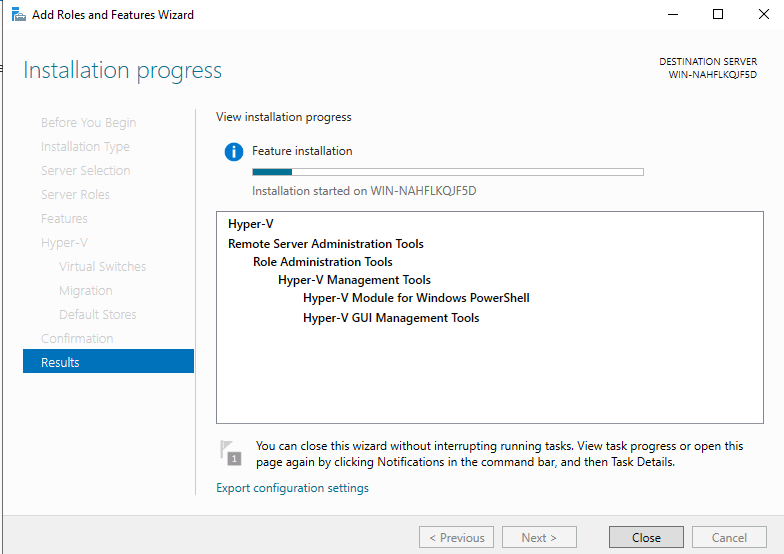 Add Roles and Features Wizard
Installation progress
DESTINATION SERVER
WIN-NAHFLKQJF5D
Before You Begin
Installation Type
Server Selection
Server Roles
Features
Hyper-V
Virtual Switches
Migration
Default Stores
Confirmation
Results
View installation progress
Feature installation
Installation started on WIN-NAHFLKQJF5D
Hyper-V
Remote Server Administration Tools
Role Administration Tools
Hyper-V Management Tools
Hyper-V Module for Windows PowerShell
Hyper-V GUI Management Tools
1
You can close this wizard without interrupting running tasks. View task progress or open this
page again by clicking Notifications in the command bar, and then Task Details.
Export configuration settings
< Previous
Next >
Close
Cancel